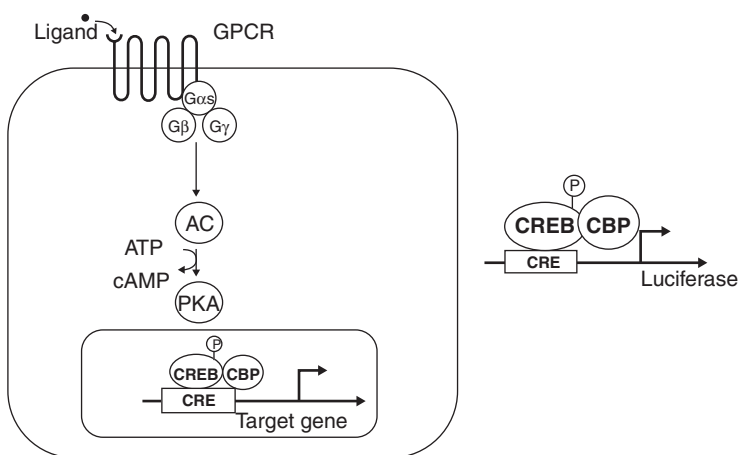 Ligand
GPCR
Gαs
Gβ
Gγ
AC
ATP
cAMP
PKA
P
CREB
CBP
CRE
Target gene
P
CREB
CBP
CRE
Luciferase